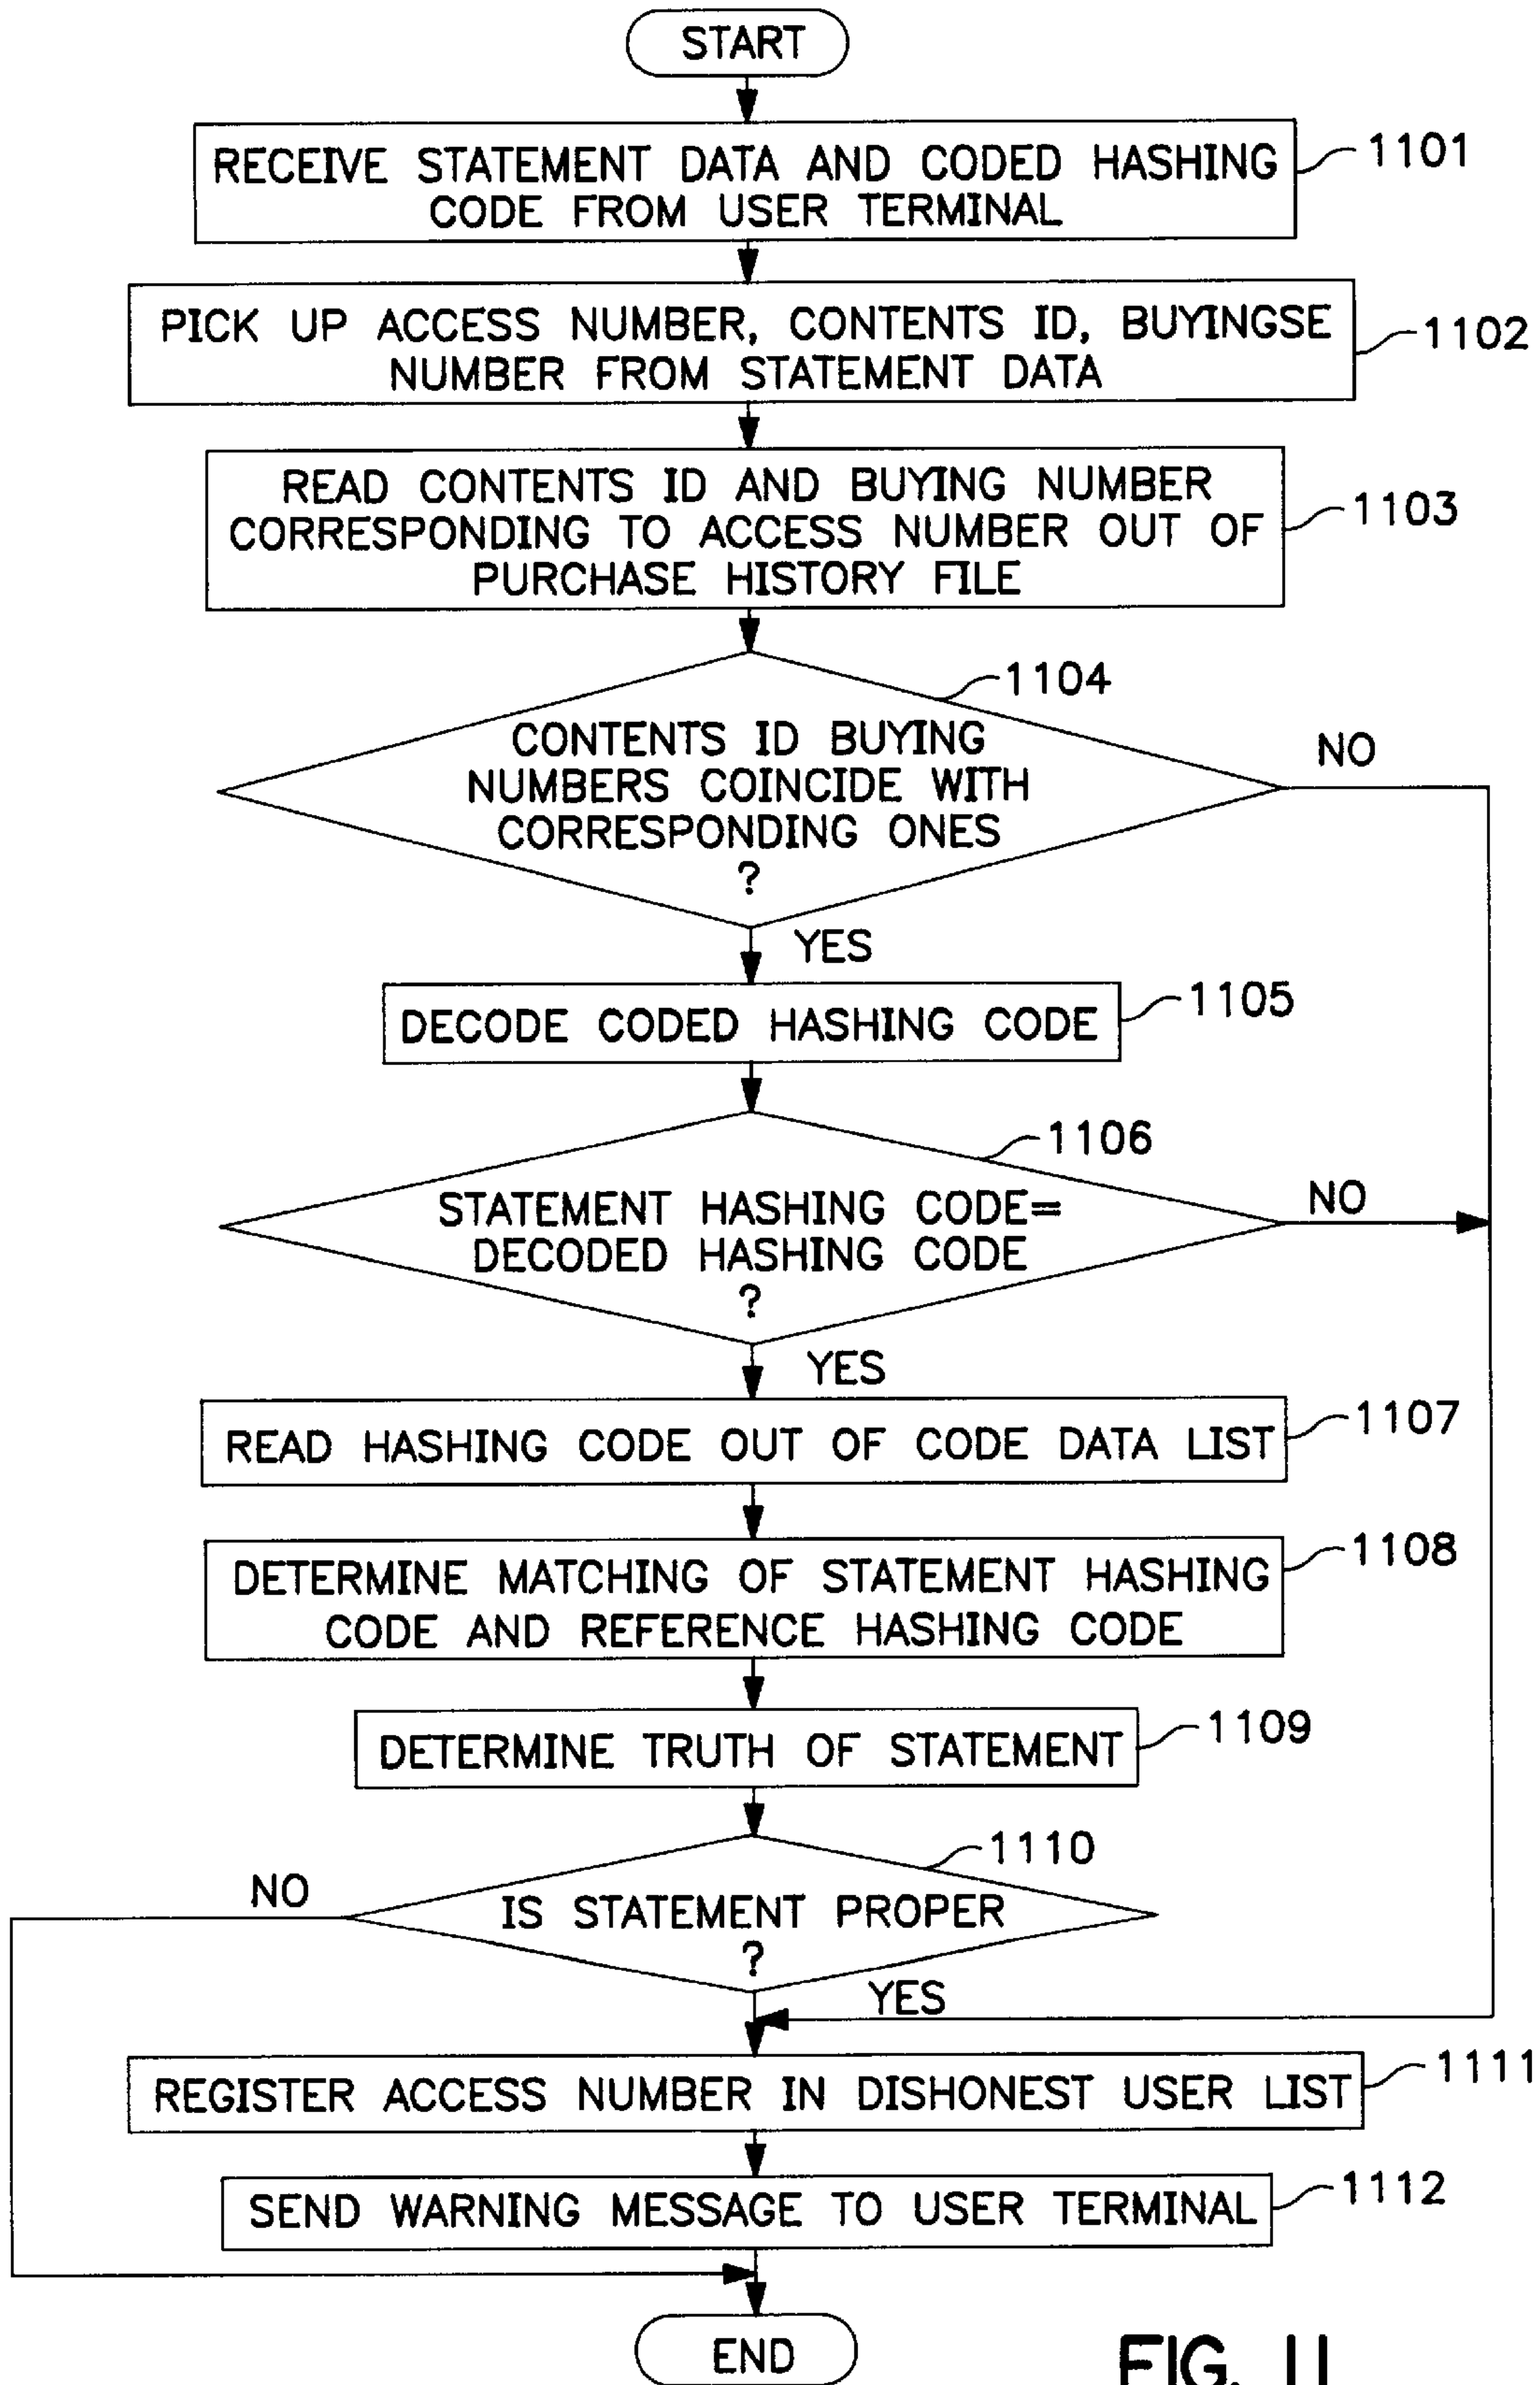 START
RECEIVE STATEMENT DATA AND CODED HASHING
CODE FROM USER TERMINAL
1101
PICK UP ACCESS NUMBER, CONTENTS ID, BUYINGSE
NUMBER FROM STATEMENT DATA
1102
READ CONTENTS ID AND BUYING NUMBER
CORRESPONDING TO ACCESS NUMBER OUT OF
PURCHASE HISTORY FILE
1103
1104
CONTENTS ID BUYING
NUMBERS COINCIDE WITH
CORRESPONDING ONES
?
NO
YES
DECODE CODED HASHING CODE
1105
1106
STATEMENT HASHING CODE=
DECODED HASHING CODE
?
NO
YES
READ HASHING CODE OUT OF CODE DATA LIST
1107
DETERMINE MATCHING OF STATEMENT HASHING
CODE AND REFERENCE HASHING CODE
1108
DETERMINE TRUTH OF STATEMENT
1109
1110
NO
IS STATEMENT PROPER
?
YES
REGISTER ACCESS NUMBER IN DISHONEST USER LIST
1111
SEND WARNING MESSAGE TO USER TERMINAL
1112
END
FIG. 11